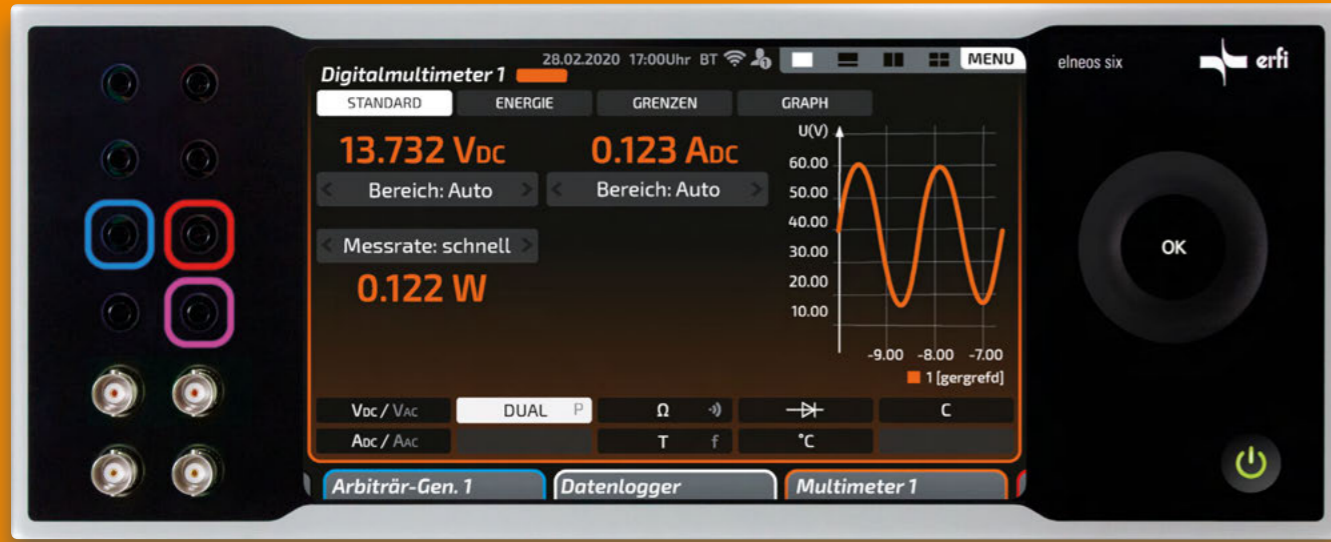 28.02.2020 17:00Uhr BT
MENU
Digitalmultimeter 1
STANDARD ENERGIE GRENZEN GRAPH
13.732 VDC 0.123 ADC
< Bereich: Auto > < Bereich: Auto >
< Messrate: schnell >
0.122 W
U(V)
60.00
50.00
40.00
30.00
20.00
10.00
-9.00 -8.00 -7.00
1 [gergrefd]
VDC / VAC DUAL P Ω C
ADC / AAC T f °C
Arbiträr-Gen. 1 Datenlogger Multimeter 1
elneos six erfi
OK